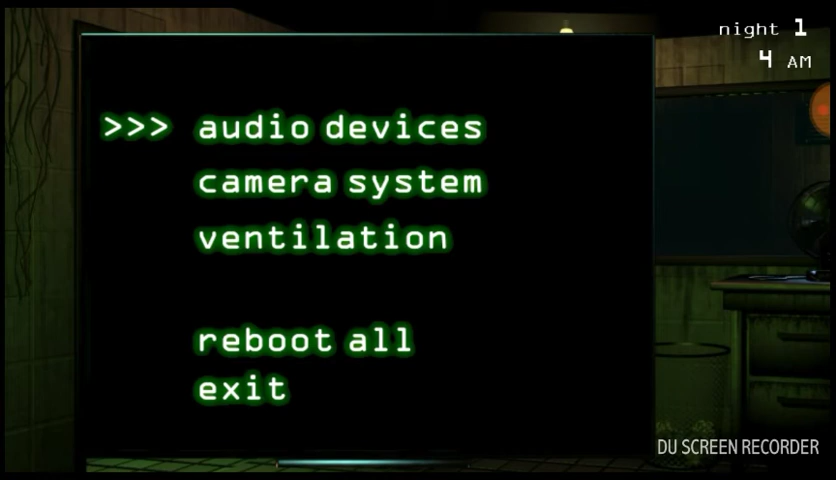 night 1
4 AM
>>> audio devices
camera system
ventilation
reboot all
exit
DU SCREEN RECORDER